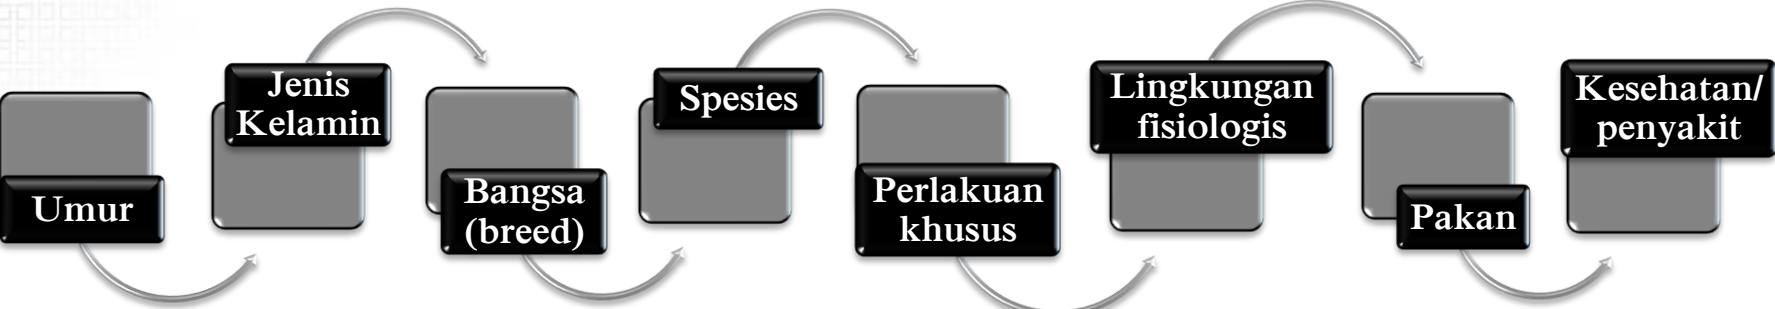 Umur
Jenis
Kelamin
Bangsa
(breed)
Spesies
Perlakuan
khusus
Lingkungan
fisiologis
Pakan
Kesehatan/
penyakit